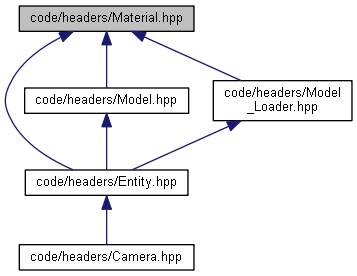 code/headers/Material.hpp
code/headers/Model.hpp
code/headers/Model
_Loader.hpp
code/headers/Entity.hpp
code/headers/Camera.hpp